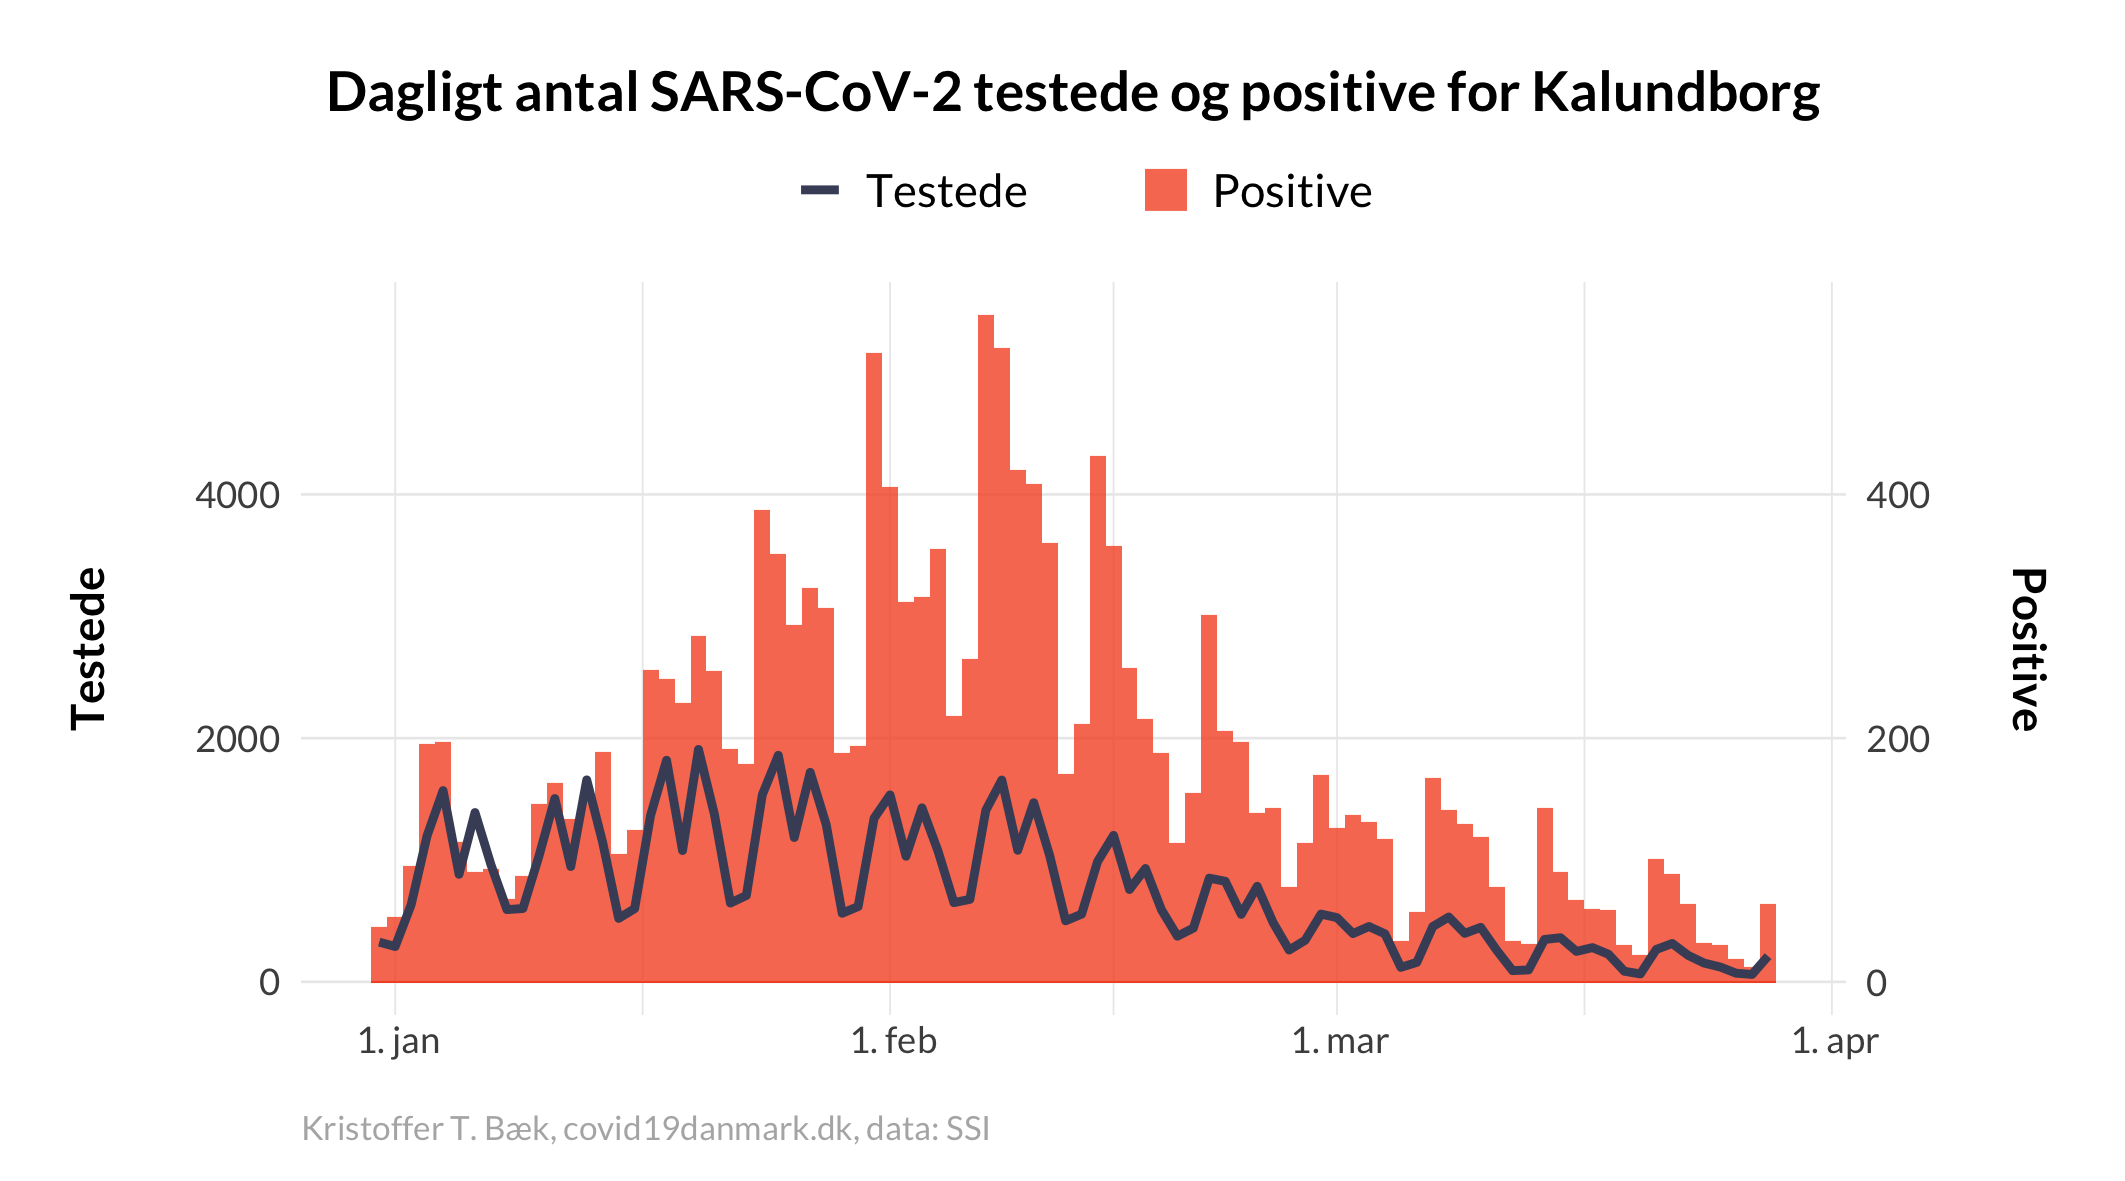 Dagligt antal SARS-CoV-2 testede og positive for Kalundborg
Testede
Positive
4000
2000
0
Testede
400
200
0
Positive
1. jan
1. feb
1. mar
1. apr
Kristoffer T. Bæk, covid19danmark.dk, data: SSI